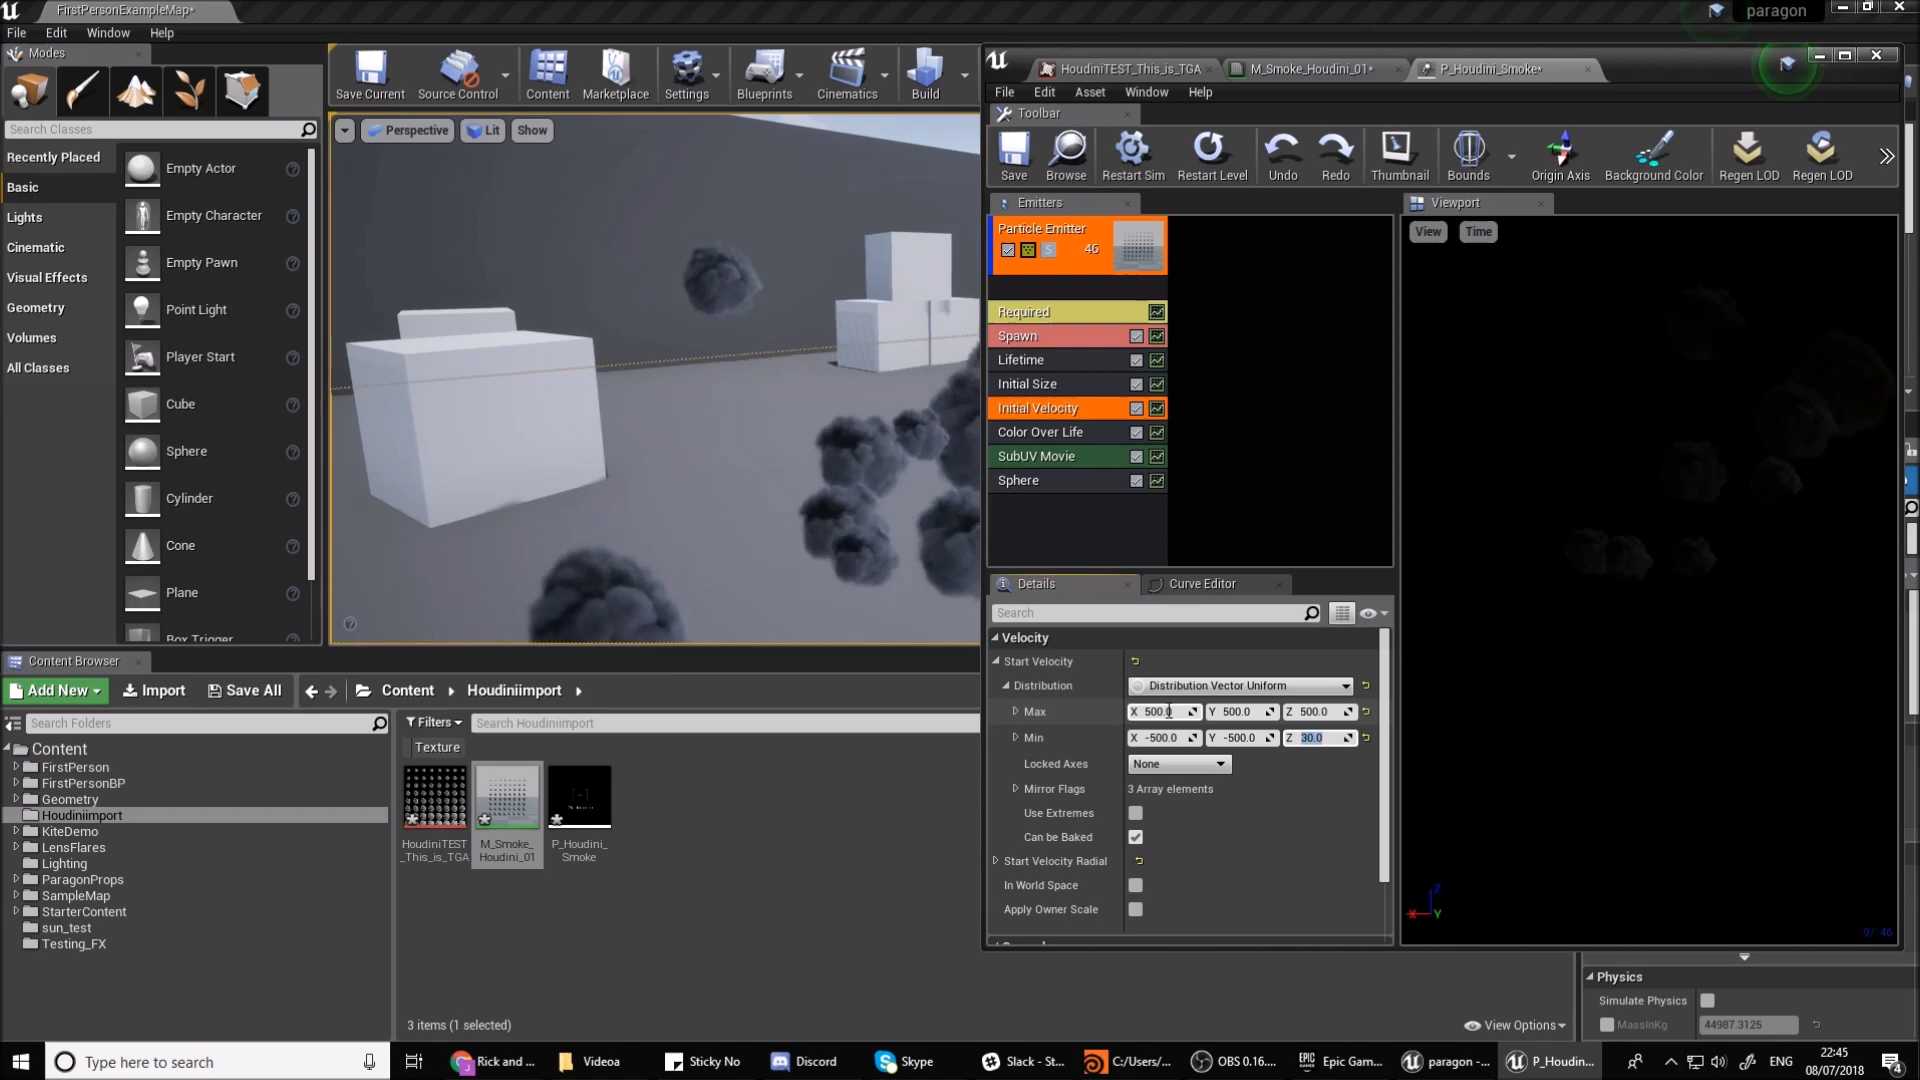 FirstPersonExampleMap*
paragon
File Edit Window Help
Modes
Search Classes
Recently Placed
Basic
Lights
Cinematic
Visual Effects
Geometry
Volumes
All Classes
Empty Actor
Empty Character
Empty Pawn
Point Light
Player Start
Cube
Sphere
Cylinder
Cone
Plane
Box Trigger
Save Current Source Control Content Marketplace Settings Blueprints Cinematics Build
Perspective Lit Show
HoudiniTEST_This_is_TGA M_Smoke_Houdini_01* P_Houdini_Smoke*
File Edit Asset Window Help
Toolbar
Save Browse Restart Sim Restart Level Undo Redo Thumbnail Bounds Origin Axis Background Color Regen LOD Regen LOD
Emitters
Particle Emitter
S 46
Required
Spawn
Lifetime
Initial Size
Initial Velocity
Color Over Life
SubUV Movie
Sphere
Viewport
View Time
Z
X Y
9/ 46
Details Curve Editor
Search
Velocity
Start Velocity
Distribution Distribution Vector Uniform
Max X 500.0 Y 500.0 Z 500.0
Min X -500.0 Y -500.0 Z 30.0
Locked Axes None
Mirror Flags 3 Array elements
Use Extremes
Can be Baked
Start Velocity Radial
In World Space
Apply Owner Scale
Content Browser
Add New Import Save All Content Houdiniimport
Search Folders
Content
FirstPerson
FirstPersonBP
Geometry
Houdiniimport
KiteDemo
LensFlares
Lighting
ParagonProps
SampleMap
StarterContent
sun_test
Testing_FX
Filters Search Houdiniimport
Texture
HoudiniTEST
_This_is_TGA
M_Smoke_
Houdini_01
P_Houdini_
Smoke
3 items (1 selected)
View Options
Physics
Simulate Physics
MassInKg 44987.3125
Type here to search
Rick and ... Videoa Sticky No Discord Skype Slack - St... C:/Users/... OBS 0.16.... Epic Gam... paragon -... P_Houdin...
ENG
22:45
08/07/2018
4